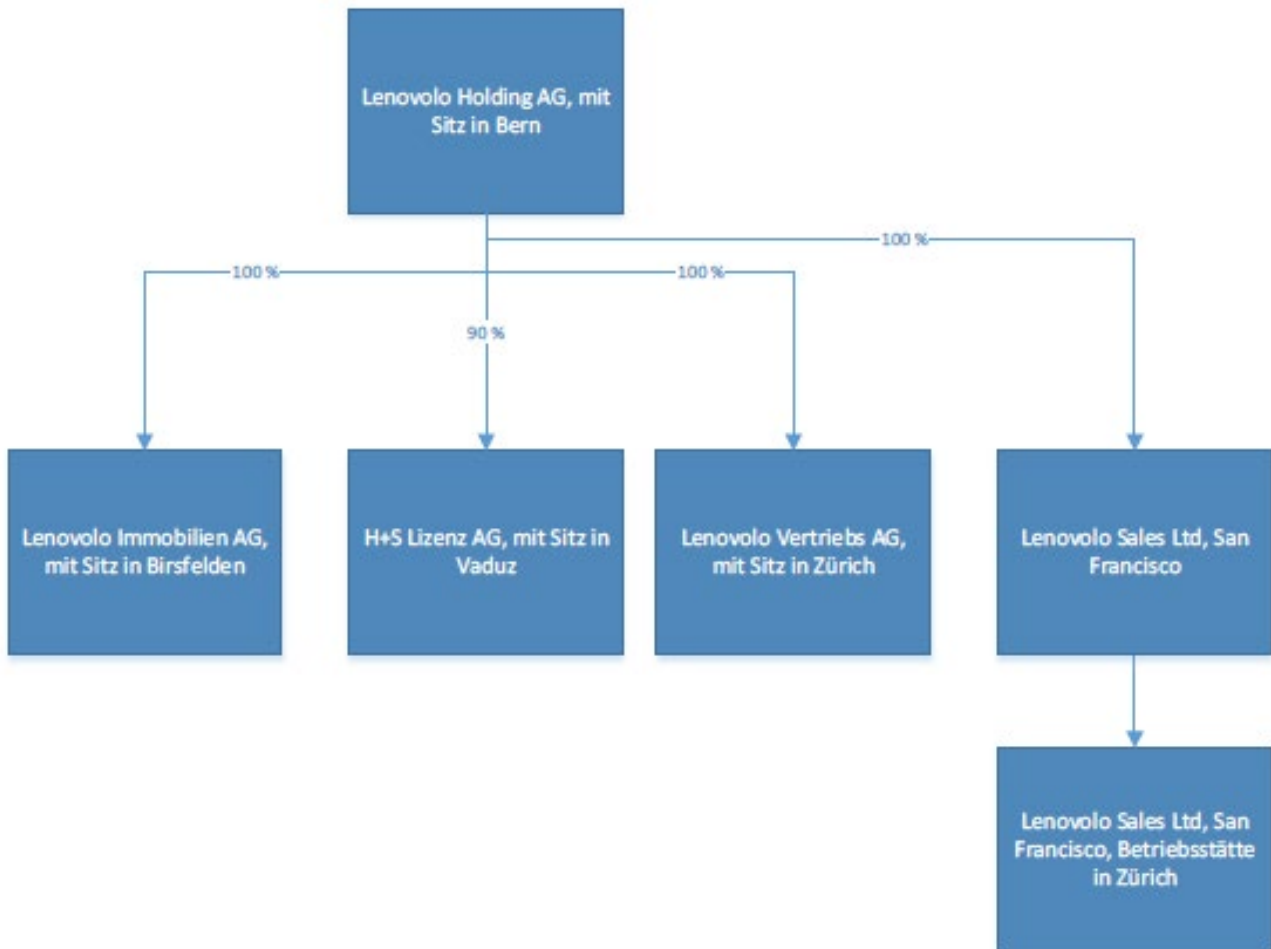 Lenovolo Holding AG, mit
Sitz in Bern
100 %
100 %
100 %
90 %
Lenovolo Immobilien AG,
mit Sitz in Birsfelden
H+S Lizenz AG, mit Sitz in
Vaduz
Lenovolo Vertriebs AG,
mit Sitz in Zürich
Lenovolo Sales Ltd, San
Francisco
Lenovolo Sales Ltd, San
Francisco, Betriebsstätte
in Zürich